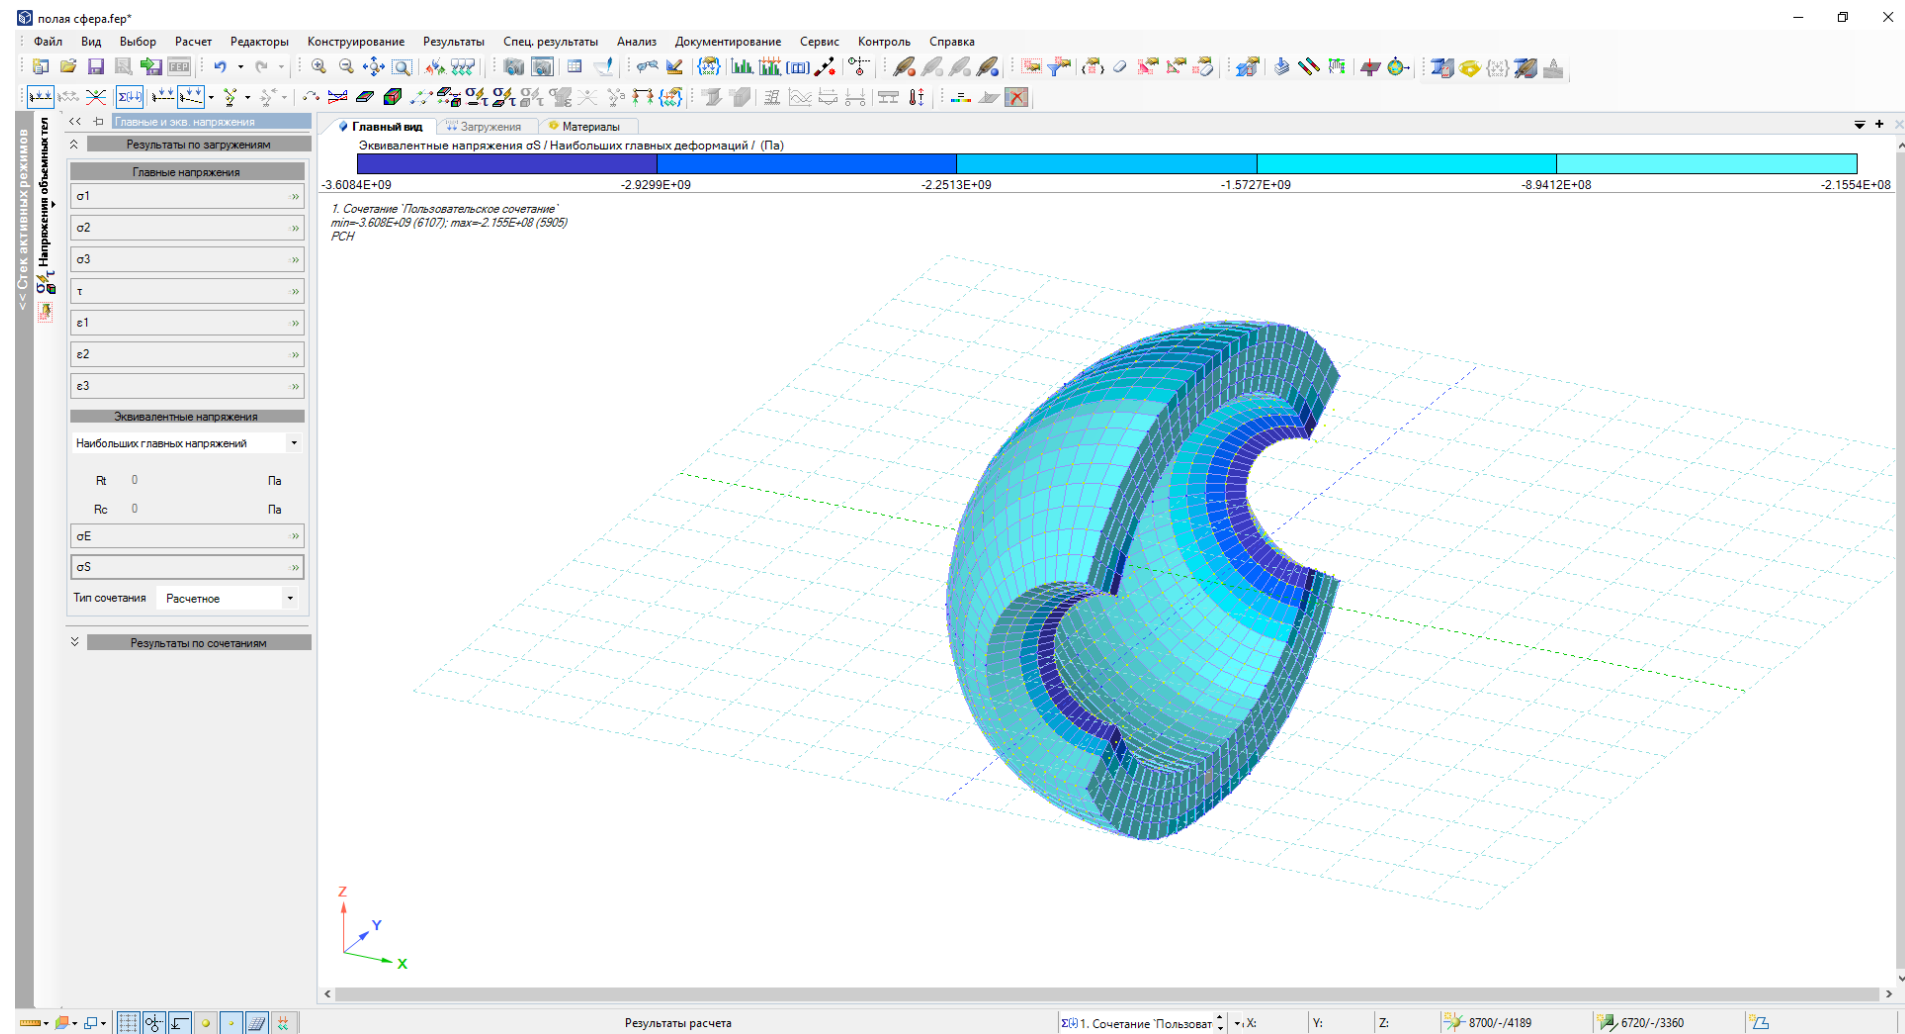 полая сфера.fep*
Файл Вид Выбор Расчет Редакторы Конструирование Результаты Спец. результаты Анализ Документирование Сервис Контроль Справка
<< Стек активных режимов
Напряжения объемных тел
<< Главные и экв. напряжения
Результаты по загружениям
Главные напряжения
σ1
σ2
σ3
τ
ε1
ε2
ε3
Эквивалентные напряжения
Наибольших главных напряжений
Rt 0 Па
Rc 0 Па
σE
σS
Тип сочетания Расчетное
Результаты по сочетаниям
Главный вид Загружения Материалы
Эквивалентные напряжения σS / Наибольших главных деформаций / (Па)
-3.6084E+09 -2.9299E+09 -2.2513E+09 -1.5727E+09 -8.9412E+08 -2.1554E+08
1. Сочетание `Пользовательское сочетание`
min=-3.608E+09 (6107); max=-2.155E+08 (5905)
РСН
Z
Y
X
Результаты расчета
1. Сочетание `Пользоват X: Y: Z: 8700/-/4189 6720/-/3360